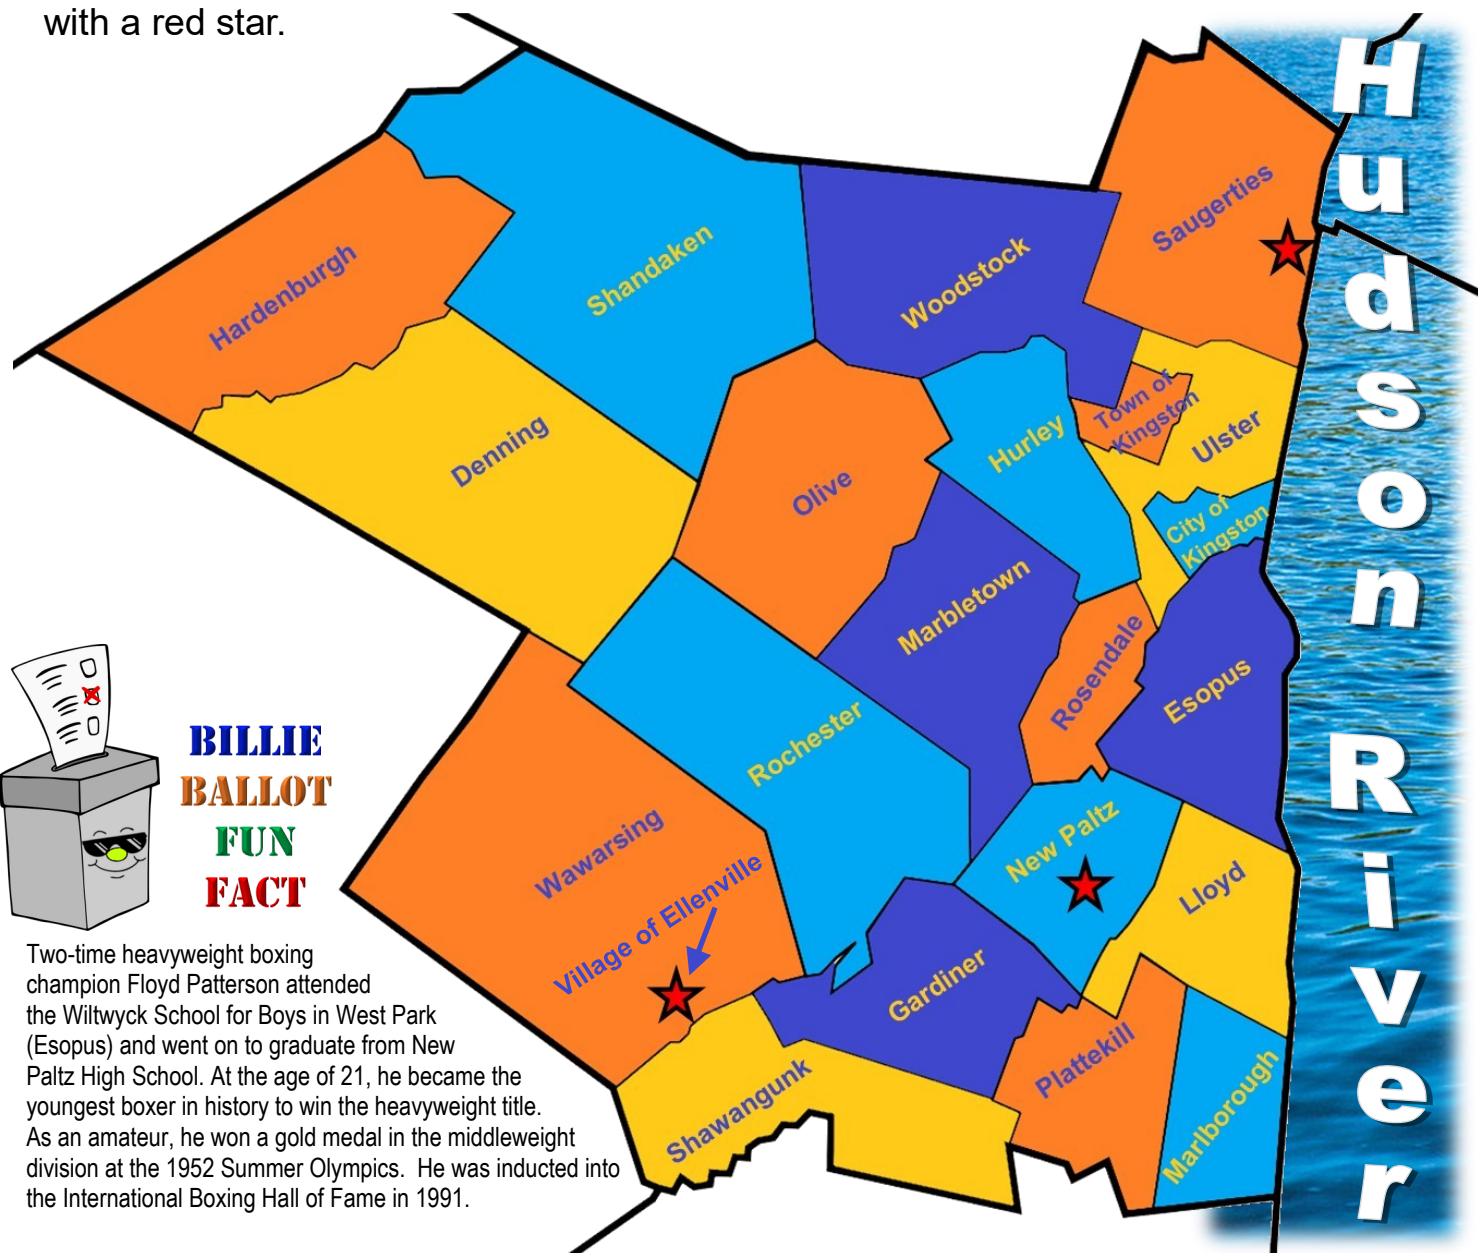 with a red star.
Hudson River
Saugerties
Shandaken
Woodstock
Hardenburgh
Town of
Kingston
Ulster
Denning
Hurley
Olive
City of
Kingston
Marbletown
Rosendale
Esopus
Rochester
BILLIE
BALLOT
FUN
FACT
Wawarsing
New Paltz
Lloyd
Village of Ellenville
Gardiner
Plattekill
Shawangunk
Marlborough
Two-time heavyweight boxing
champion Floyd Patterson attended
the Wiltwyck School for Boys in West Park
(Esopus) and went on to graduate from New
Paltz High School. At the age of 21, he became the
youngest boxer in history to win the heavyweight title.
As an amateur, he won a gold medal in the middleweight
division at the 1952 Summer Olympics.  He was inducted into
the International Boxing Hall of Fame in 1991.